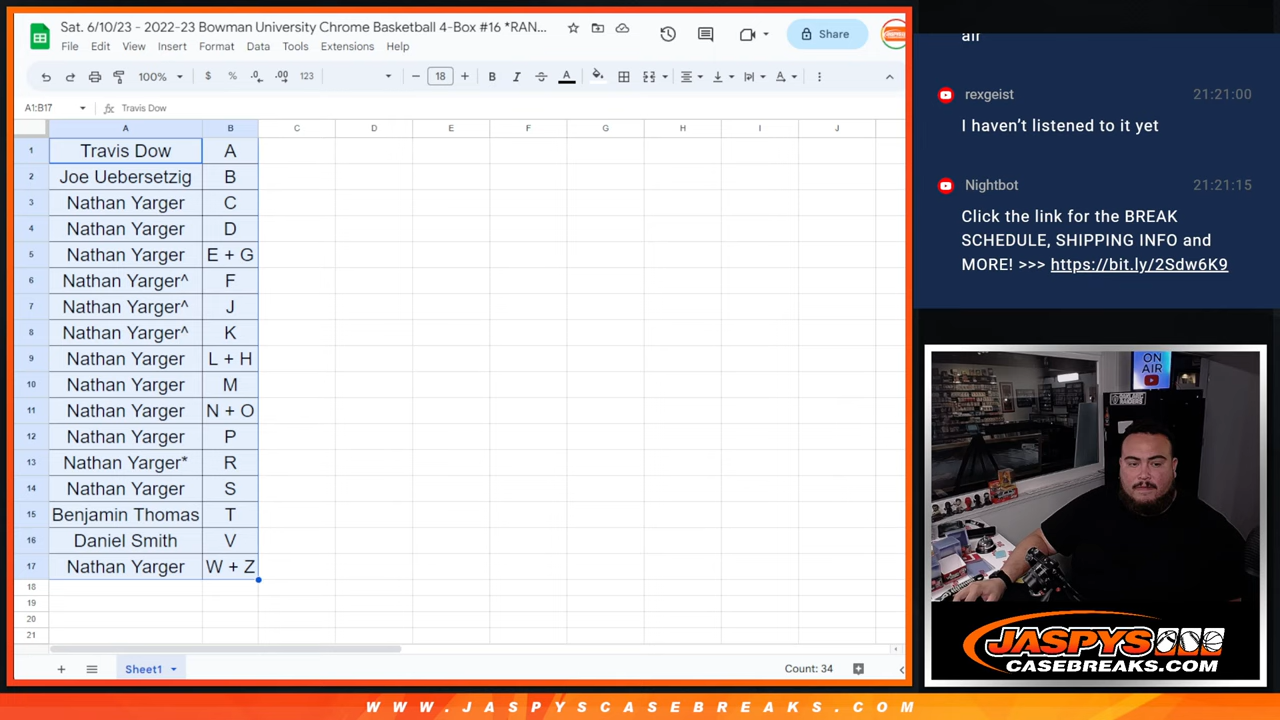 Sat. 6/10/23 - 2022-23 Bowman University Chrome Basketball 4-Box #16 *RAN...
File Edit View Insert Format Data Tools Extensions Help
Share
100% $ % .0 .00 123 18 B I A
A1:B17 fx Travis Dow
A B C D E F G H I J
1 Travis Dow A
2 Joe Uebersetzig B
3 Nathan Yarger C
4 Nathan Yarger D
5 Nathan Yarger E + G
6 Nathan Yarger^ F
7 Nathan Yarger^ J
8 Nathan Yarger^ K
9 Nathan Yarger L + H
10 Nathan Yarger M
11 Nathan Yarger N + O
12 Nathan Yarger P
13 Nathan Yarger* R
14 Nathan Yarger S
15 Benjamin Thomas T
16 Daniel Smith V
17 Nathan Yarger W + Z
18
19
20
21
Sheet1
Count: 34
air
rexgeist 21:21:00
I haven’t listened to it yet
Nightbot 21:21:15
Click the link for the BREAK
SCHEDULE, SHIPPING INFO and
MORE! >>> https://bit.ly/2Sdw6K9
ON
AIR
JASPYS
CASEBREAKS.COM
WWW.JASPYSCASEBREAKS.COM